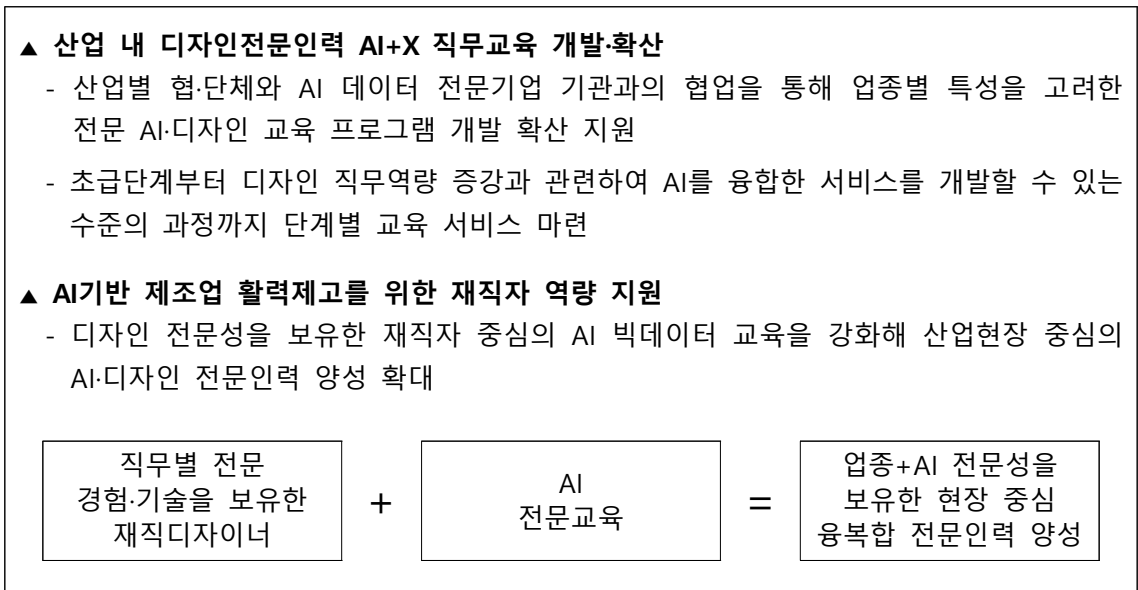 ▲ 산업 내 디자인전문인력 AI+X 직무교육 개발·확산
- 산업별 협·단체와 AI 데이터 전문기업 기관과의 협업을 통해 업종별 특성을 고려한
전문 AI·디자인 교육 프로그램 개발 확산 지원
- 초급단계부터 디자인 직무역량 증강과 관련하여 AI를 융합한 서비스를 개발할 수 있는
수준의 과정까지 단계별 교육 서비스 마련
▲ AI기반 제조업 활력제고를 위한 재직자 역량 지원
- 디자인 전문성을 보유한 재직자 중심의 AI 빅데이터 교육을 강화해 산업현장 중심의
AI·디자인 전문인력 양성 확대
직무별 전문
경험·기술을 보유한
재직디자이너
+
AI
전문교육
=
업종+AI 전문성을
보유한 현장 중심
융복합 전문인력 양성